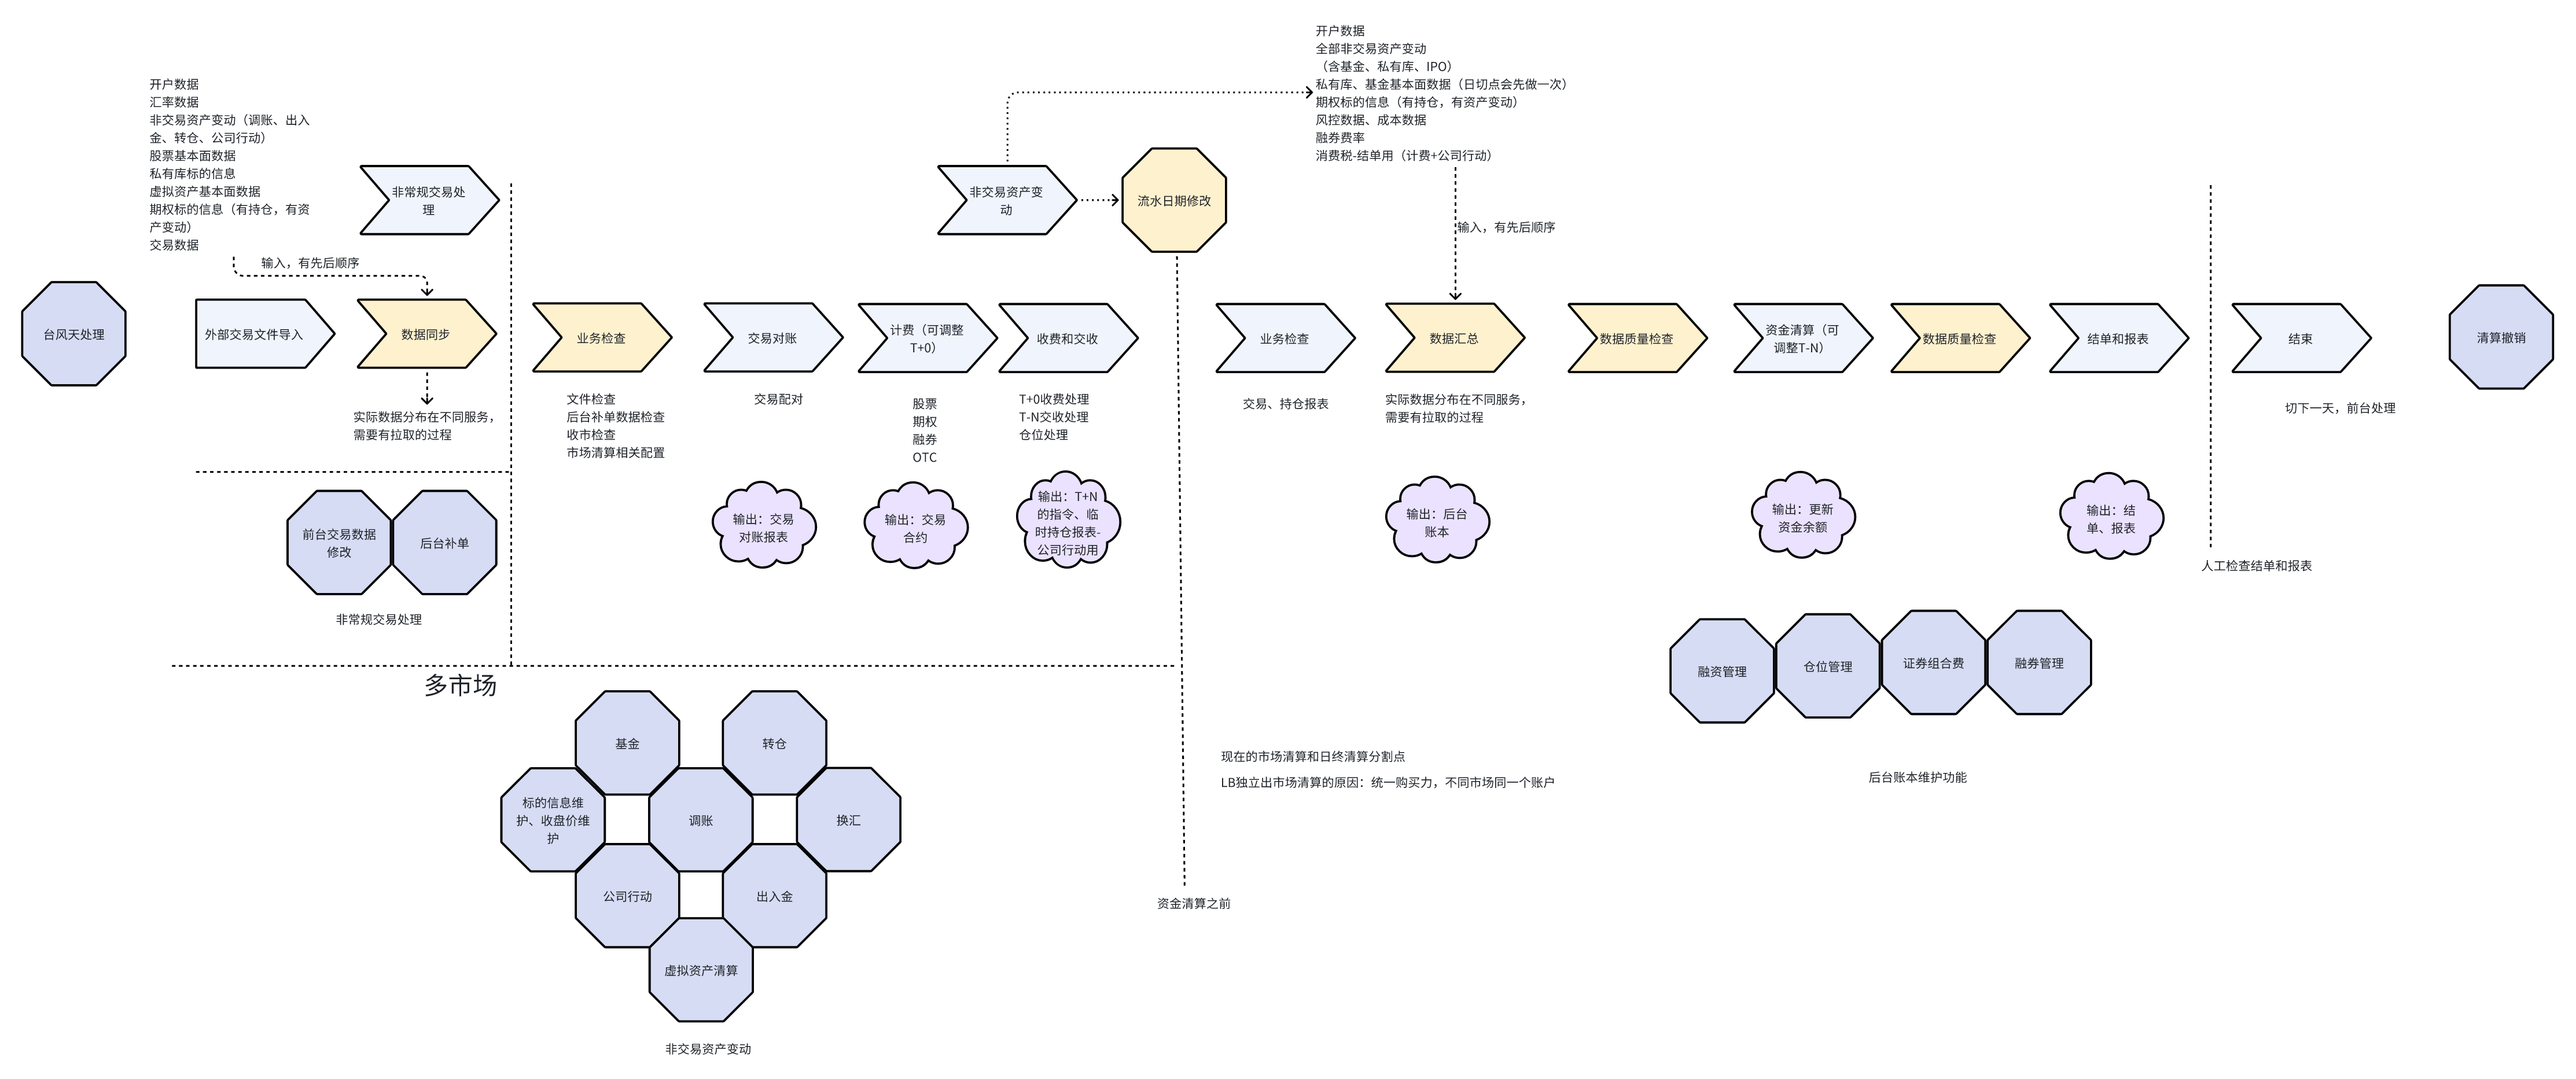 开户数据
汇率数据
非交易资产变动（调账、出入
金、转仓、公司行动）
股票基本面数据
私有库标的信息
虚拟资产基本面数据
期权标的信息（有持仓，有资
产变动）
交易数据
输入，有先后顺序
非常规交易处
理
非交易资产变
动
流水日期修改
开户数据
全部非交易资产变动
（含基金、私有库、IPO）
私有库、基金基本面数据（日切点会先做一次）
期权标的信息（有持仓，有资产变动）
风控数据、成本数据
融券费率
消费税-结单用（计费+公司行动）
输入，有先后顺序
台风天处理
外部交易文件导入
数据同步
业务检查
交易对账
计费（可调整
T+0）
收费和交收
业务检查
数据汇总
数据质量检查
资金清算（可
调整T-N）
数据质量检查
结单和报表
结束
清算撤销
实际数据分布在不同服务，
需要有拉取的过程
文件检查
后台补单数据检查
收市检查
市场清算相关配置
交易配对
股票
期权
融券
OTC
T+0收费处理
T-N交收处理
仓位处理
交易、持仓报表
实际数据分布在不同服务，
需要有拉取的过程
切下一天，前台处理
前台交易数据
修改
后台补单
非常规交易处理
输出：交易
对账报表
输出：交易
合约
输出：T+N
的指令、临
时持仓报表-
公司行动用
输出：后台
账本
输出：更新
资金余额
输出：结
单、报表
人工检查结单和报表
多市场
融资管理
仓位管理
证券组合费
融券管理
后台账本维护功能
基金
转仓
标的信息维
护、收盘价维
护
调账
换汇
公司行动
出入金
虚拟资产清算
非交易资产变动
现在的市场清算和日终清算分割点
LB独立出市场清算的原因：统一购买力，不同市场同一个账户
资金清算之前